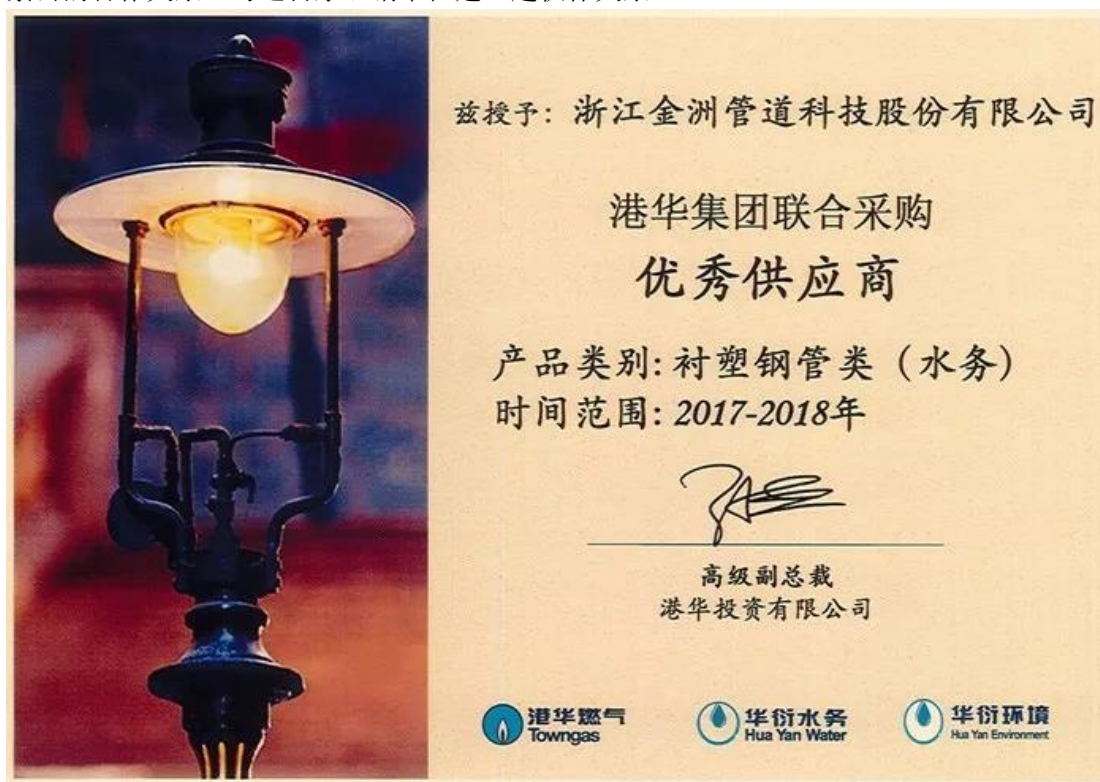 兹授予: 浙江金洲管道科技股份有限公司
港华集团联合采购
优秀供应商
产品类别: 衬塑钢管类（水务）
时间范围: 2017-2018年
高级副总裁
港华投资有限公司
港华燃气
Towngas
华衍水务
Hua Yan Water
华衍环境
Hua Yan Environment